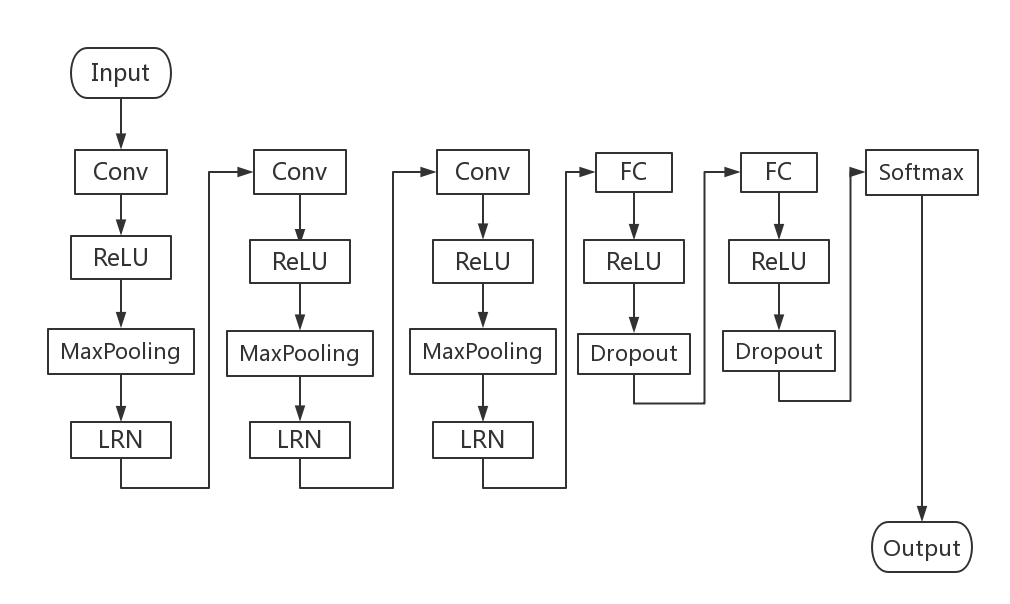 Input
Conv
ReLU
MaxPooling
LRN
Conv
ReLU
MaxPooling
LRN
Conv
ReLU
MaxPooling
LRN
FC
ReLU
Dropout
FC
ReLU
Dropout
Softmax
Output